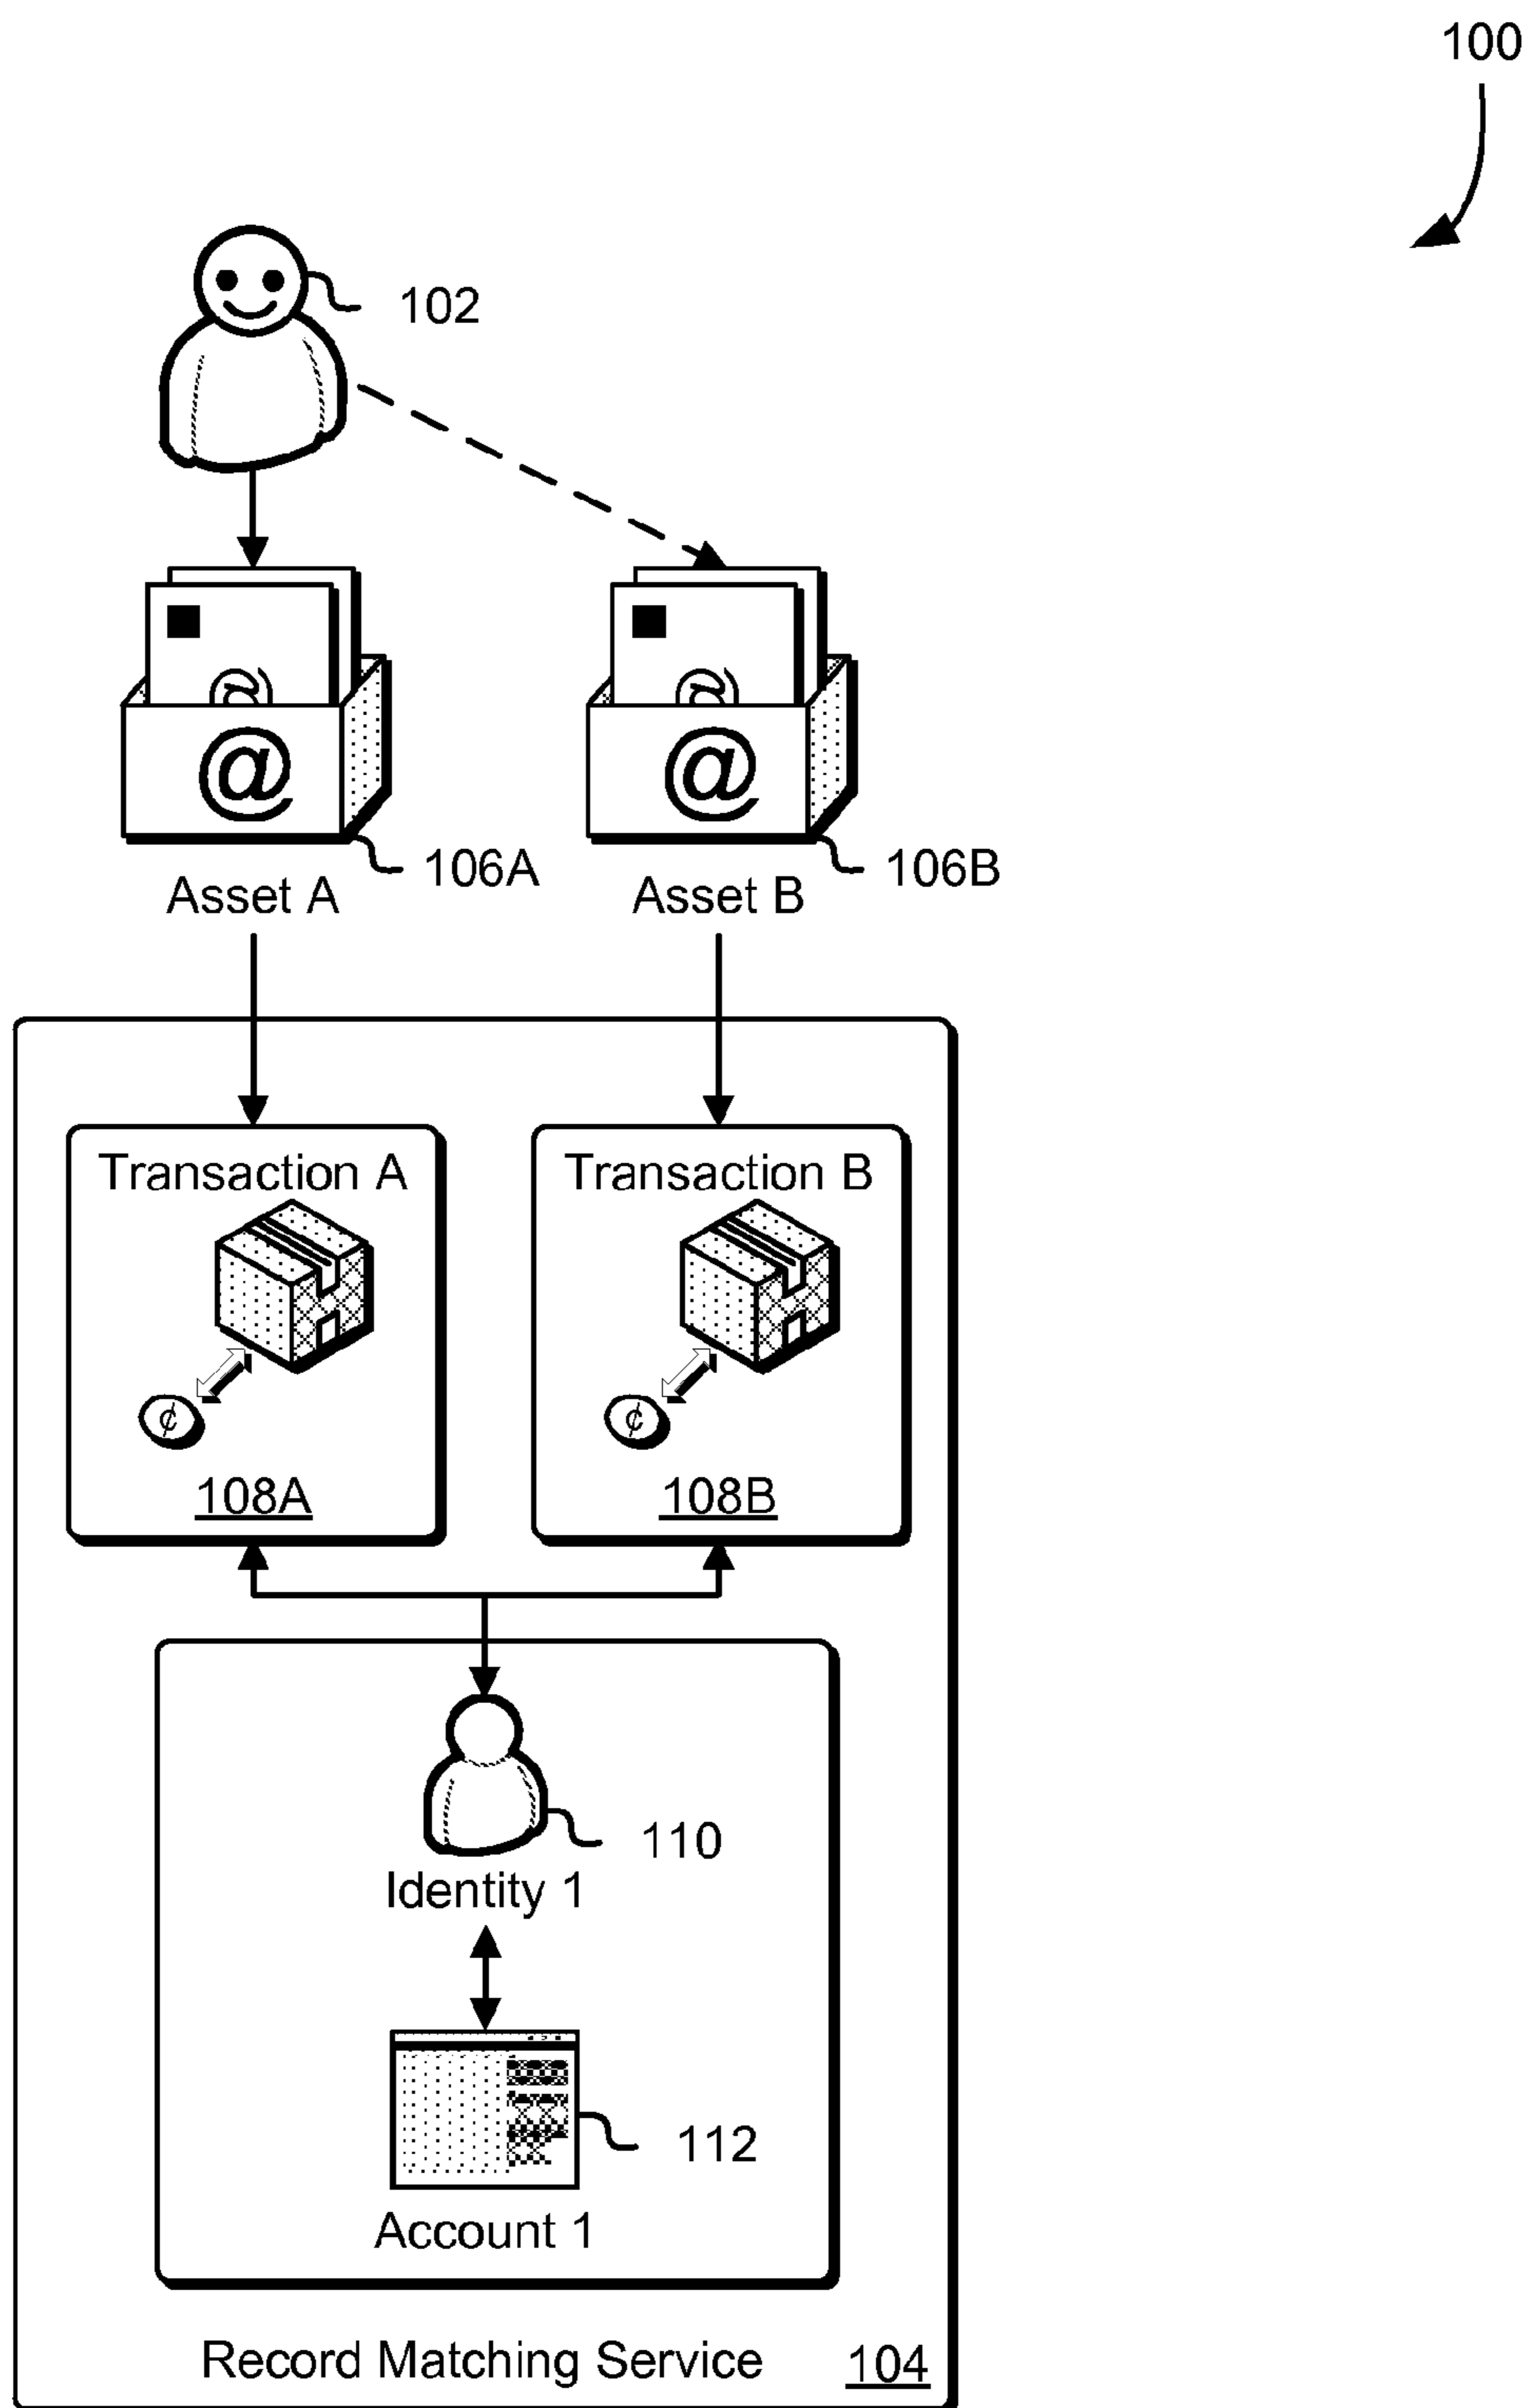 100
102
@
@
@
@
106A
106B
Asset A
Asset B
Transaction A
Transaction B
¢
¢
108A
108B
110
Identity 1
112
Account 1
Record Matching Service
104